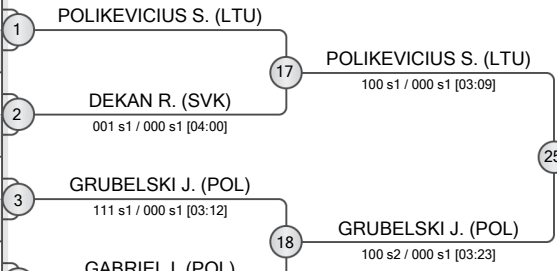 POLIKEVICIUS S. (LTU)
1
17
POLIKEVICIUS S. (LTU)
100 s1 / 000 s1 [03:09]
DEKAN R. (SVK)
2
001 s1 / 000 s1 [04:00]
25
GRUBELSKI J. (POL)
3
111 s1 / 000 s1 [03:12]
18
GRUBELSKI J. (POL)
100 s2 / 000 s1 [03:23]
GABRIEL J. (POL)